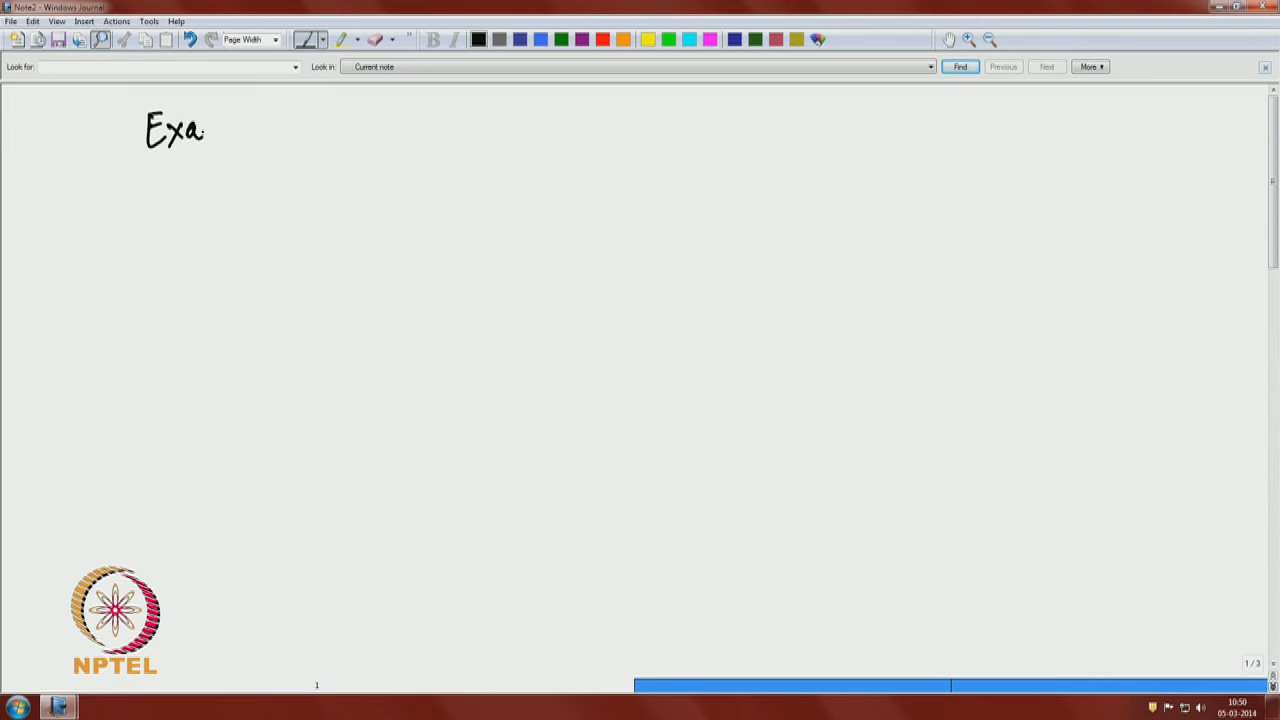 Note2 - Windows Journal
File Edit View Insert Actions Tools Help
Page Width B I
Look for: Look in: Current note Find Previous Next More
Exa
NPTEL
1/3
1
10:50
05-03-2014